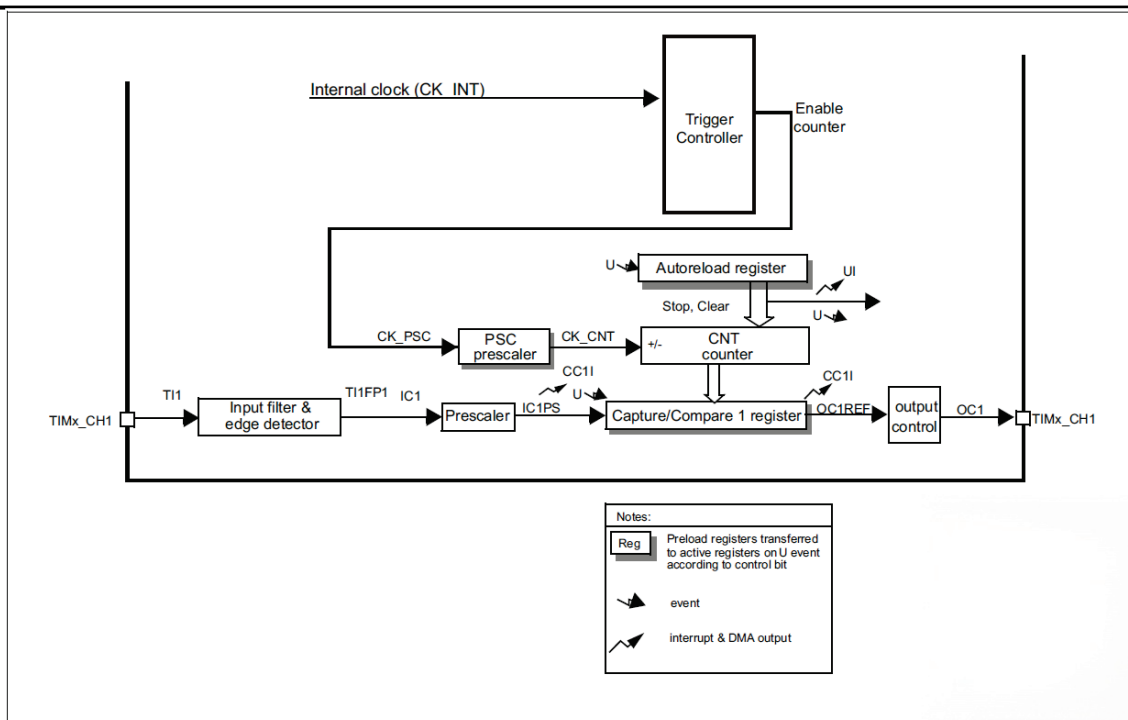 Internal clock (CK_INT)
Trigger
Controller
Enable
counter
U
Autoreload register
UI
Stop, Clear
U
CK_PSC
PSC
prescaler
CK_CNT
+/-
CNT
counter
CC1I
U
CC1I
TIMx_CH1
TI1
Input filter &
edge detector
TI1FP1
IC1
Prescaler
IC1PS
Capture/Compare 1 register
OC1REF
output
control
OC1
TIMx_CH1
Notes:
Reg
Preload registers transferred
to active registers on U event
according to control bit
event
interrupt & DMA output